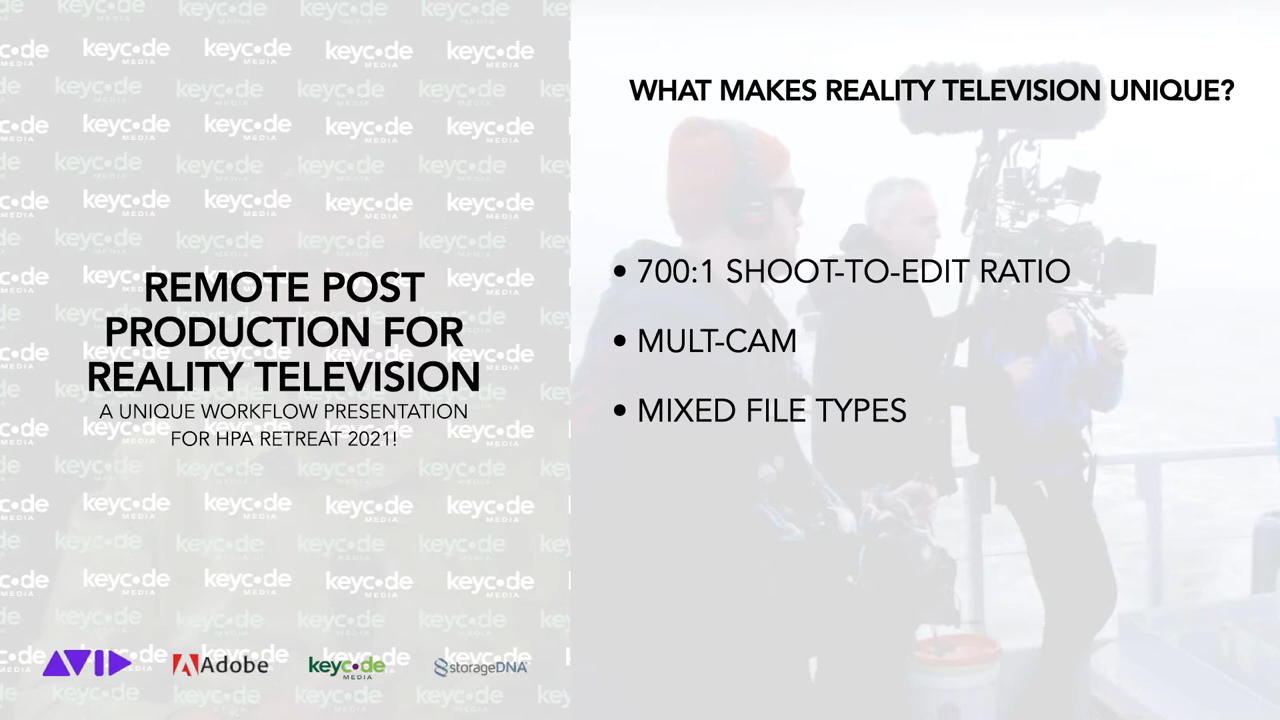 REMOTE POST
PRODUCTION FOR
REALITY TELEVISION
A UNIQUE WORKFLOW PRESENTATION
FOR HPA RETREAT 2021!
AVID
Adobe
keycode
MEDIA
storageDNA
WHAT MAKES REALITY TELEVISION UNIQUE?
• 700:1 SHOOT-TO-EDIT RATIO
• MULT-CAM
• MIXED FILE TYPES